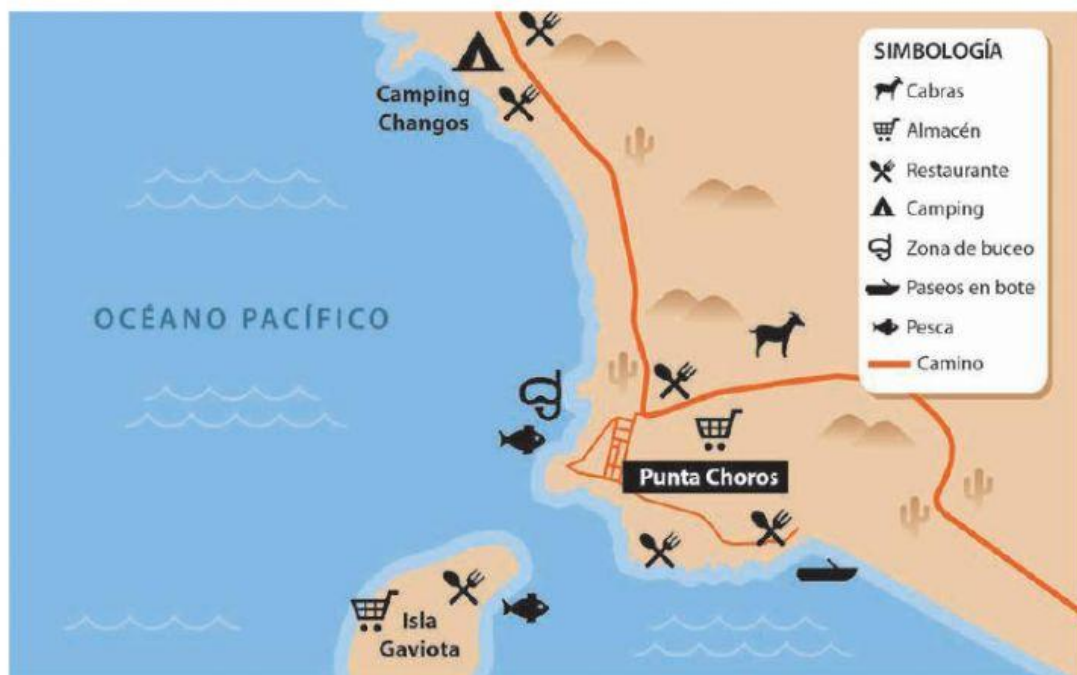 Camping
Changos
OCÉANO PACÍFICO
Punta Choros
Isla
Gaviota
SIMBOLOGÍA
Cabras
Almacén
Restaurante
Camping
Zona de buceo
Paseos en bote
Pesca
Camino